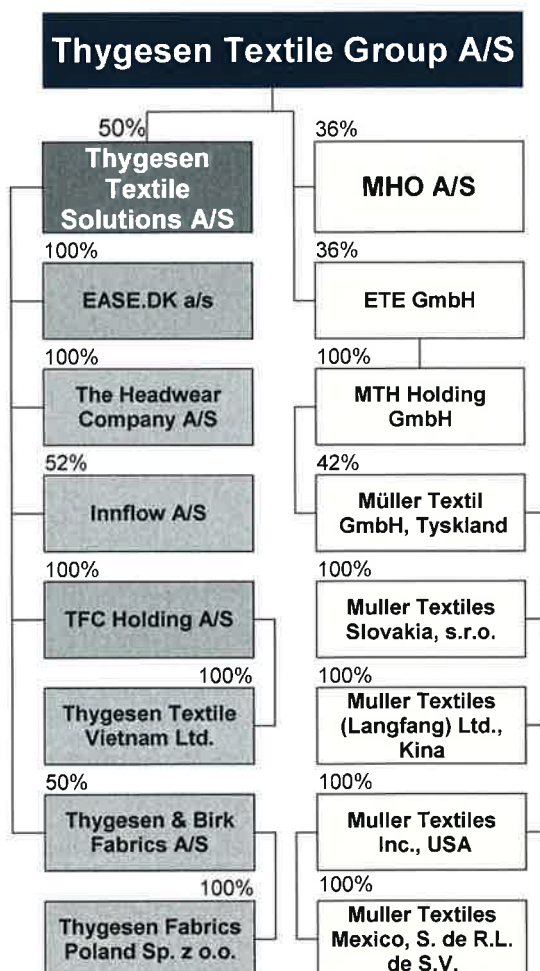 Thygesen Textile Group A/S
50%
Thygesen
Textile
Solutions A/S
100%
EASE.DK a/s
100%
The Headwear
Company A/S
52%
Innflow A/S
100%
TFC Holding A/S
100%
Thygesen Textile
Vietnam Ltd.
50%
Thygesen & Birk
Fabrics A/S
100%
Thygesen Fabrics
Poland Sp. z o.o.
36%
MHO A/S
36%
ETE GmbH
100%
MTH Holding
GmbH
42%
Müller Textil
GmbH, Tyskland
100%
Muller Textiles
Slovakia, s.r.o.
100%
Muller Textiles
(Langfang) Ltd.,
Kina
100%
Muller Textiles
Inc., USA
100%
Muller Textiles
Mexico, S. de R.L.
de S.V.